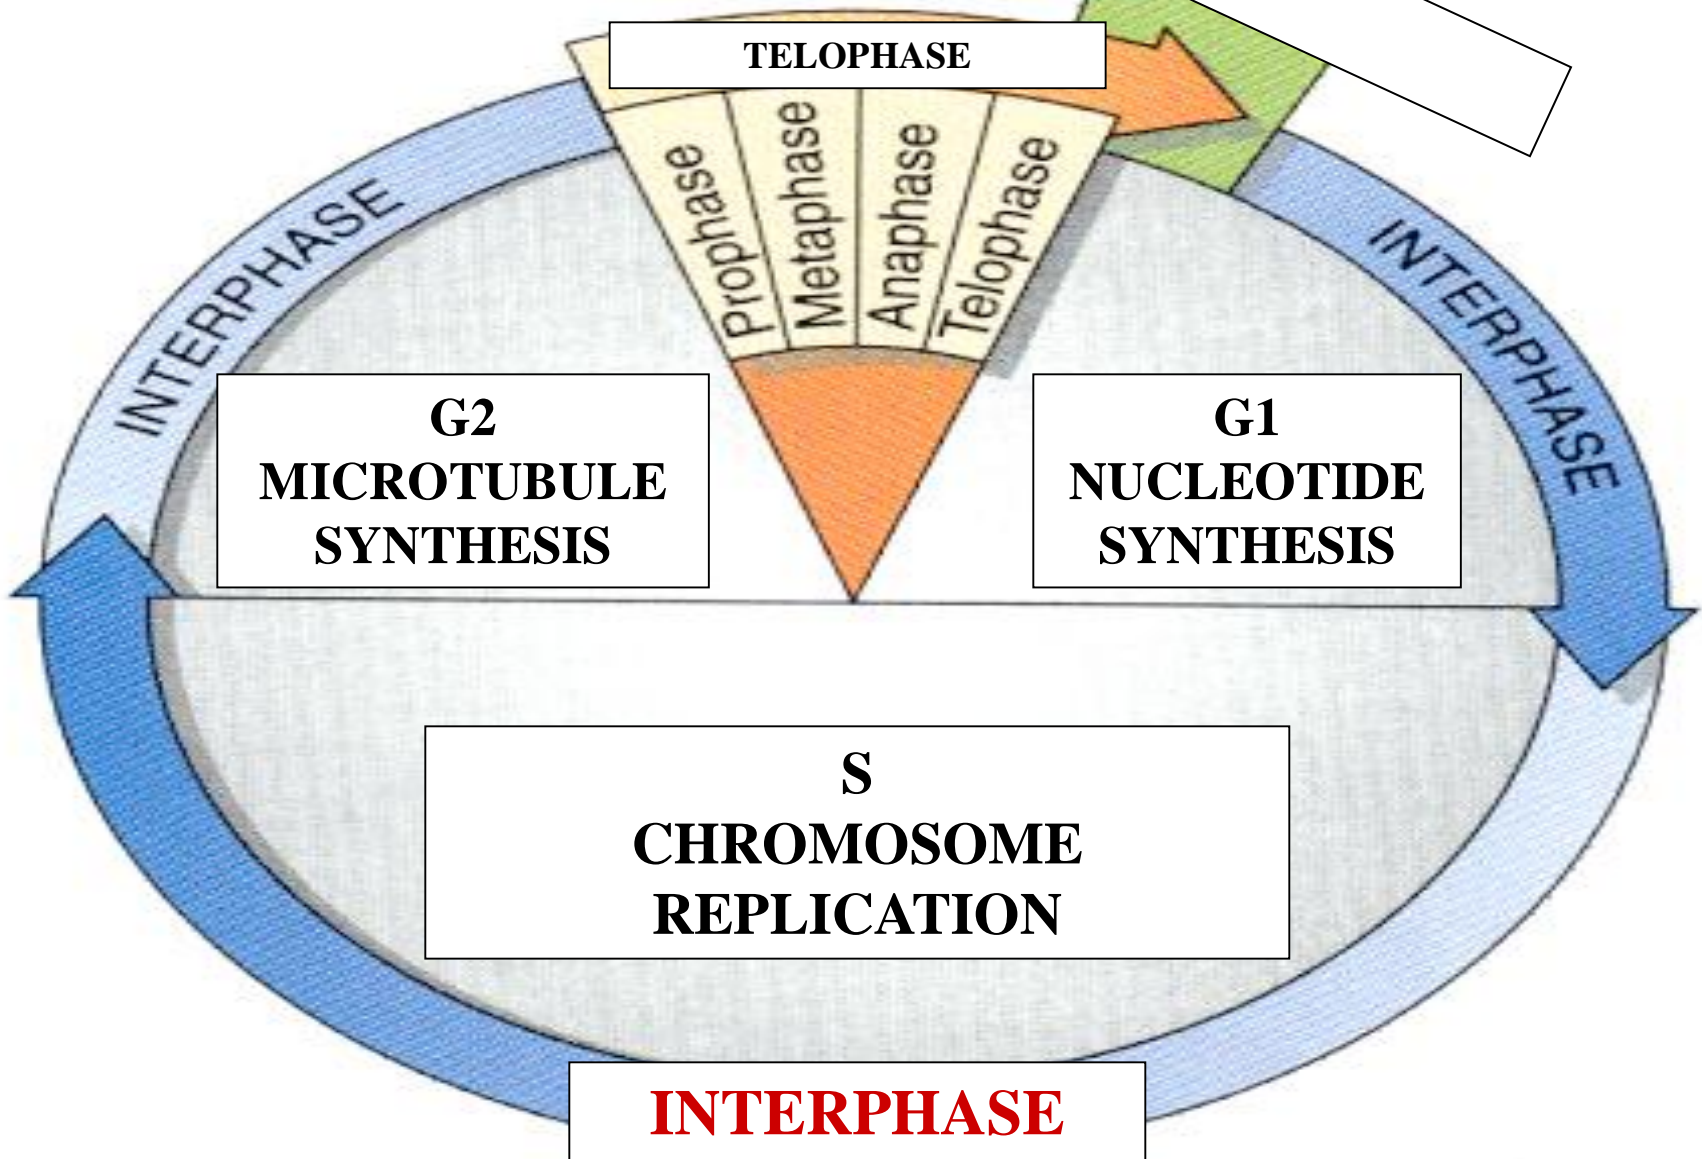 TELOPHASE
Prophase
Metaphase
Anaphase
Telophase
INTERPHASE
INTERPHASE
G2
MICROTUBULE
SYNTHESIS
G1
NUCLEOTIDE
SYNTHESIS
S
CHROMOSOME
REPLICATION
INTERPHASE